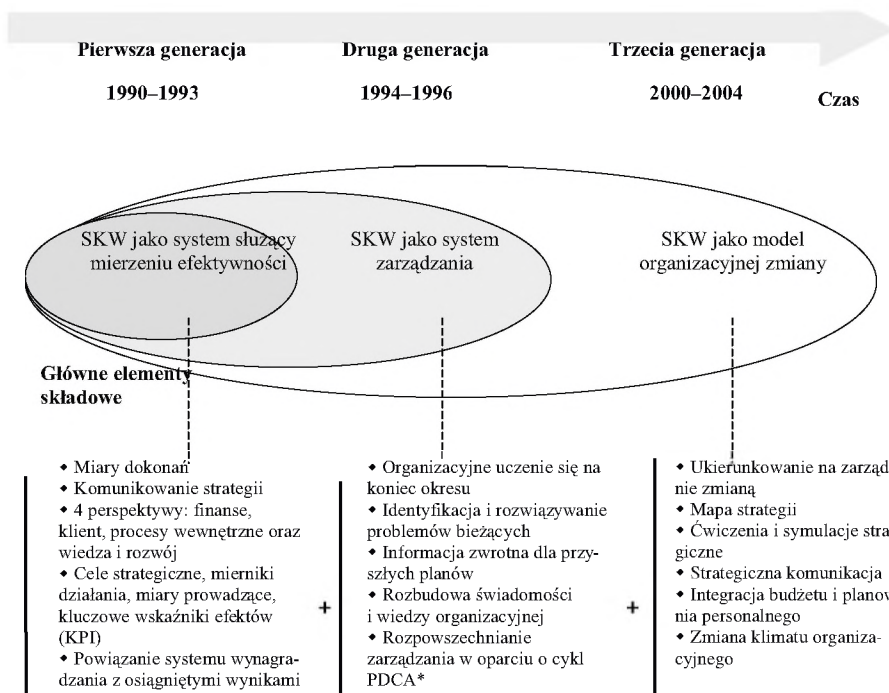 Pierwsza generacja
1990–1993
Druga generacja
1994–1996
Trzecia generacja
2000–2004
Czas
SKW jako system służący
mierzeniu efektywności
SKW jako system
zarządzania
SKW jako model
organizacyjnej zmiany
Główne elementy
składowe
◆ Miary dokonań
◆ Komunikowanie strategii
◆ 4 perspektywy: finanse,
klient, procesy wewnętrzne oraz
wiedza i rozwój
◆ Cele strategiczne, mierniki
działania, miary prowadzące,
kluczowe wskaźniki efektów
(KPI)
◆ Powiązanie systemu wynagra-
dzania z osiągniętymi wynikami
+
◆ Organizacyjne uczenie się na
koniec okresu
◆ Identyfikacja i rozwiązywanie
problemów bieżących
◆ Informacja zwrotna dla przy-
szłych planów
◆ Rozbudowa świadomości
i wiedzy organizacyjnej
◆ Rozpowszechnianie
zarządzania w oparciu o cykl
PDCA*
+
◆ Ukierunkowanie na zarząd
nie zmianą
◆ Mapa strategii
◆ Ćwiczenia i symulacje stra
giczne
◆ Strategiczna komunikacja
◆ Integracja budżetu i planow
nia personalnego
◆ Zmiana klimatu organiza-
cyjnego